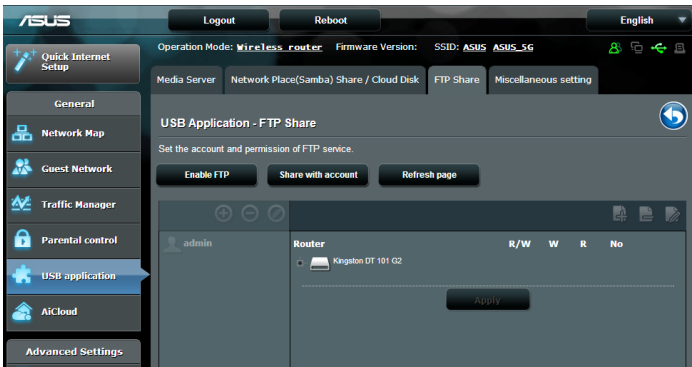 ASUS
Logout
Reboot
English
Quick Internet
Setup
Operation Mode: Wireless router Firmware Version: SSID: ASUS ASUS_5G
Media Server
Network Place(Samba) Share / Cloud Disk
FTP Share
Miscellaneous setting
General
Network Map
Guest Network
Traffic Manager
Parental control
USB application
AiCloud
Advanced Settings
USB Application - FTP Share
Set the account and permission of FTP service.
Enable FTP
Share with account
Refresh page
admin
Router R/W W R No
Kingston DT 101 G2
Apply